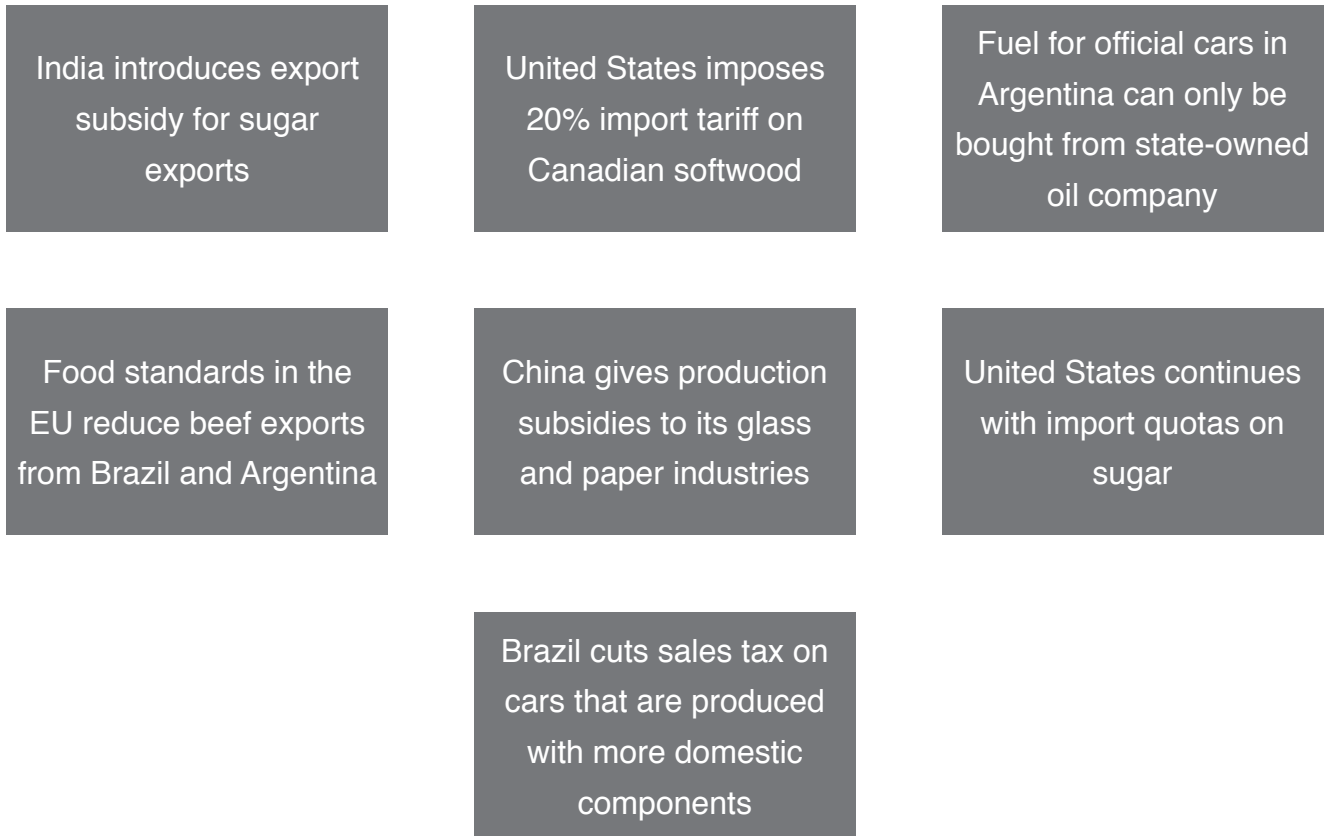 India introduces export
subsidy for sugar
exports
United States imposes
20% import tariff on
Canadian softwood
Fuel for official cars in
Argentina can only be
bought from state-owned
oil company
Food standards in the
EU reduce beef exports
from Brazil and Argentina
China gives production
subsidies to its glass
and paper industries
United States continues
with import quotas on
sugar
Brazil cuts sales tax on
cars that are produced
with more domestic
components